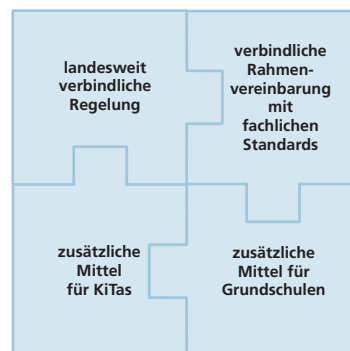 landesweit
verbindliche
Regelung
verbindliche
Rahmen-
vereinbarung
mit
fachlichen
Standards
zusätzliche
Mittel
für KiTas
zusätzliche
Mittel für
Grundschulen